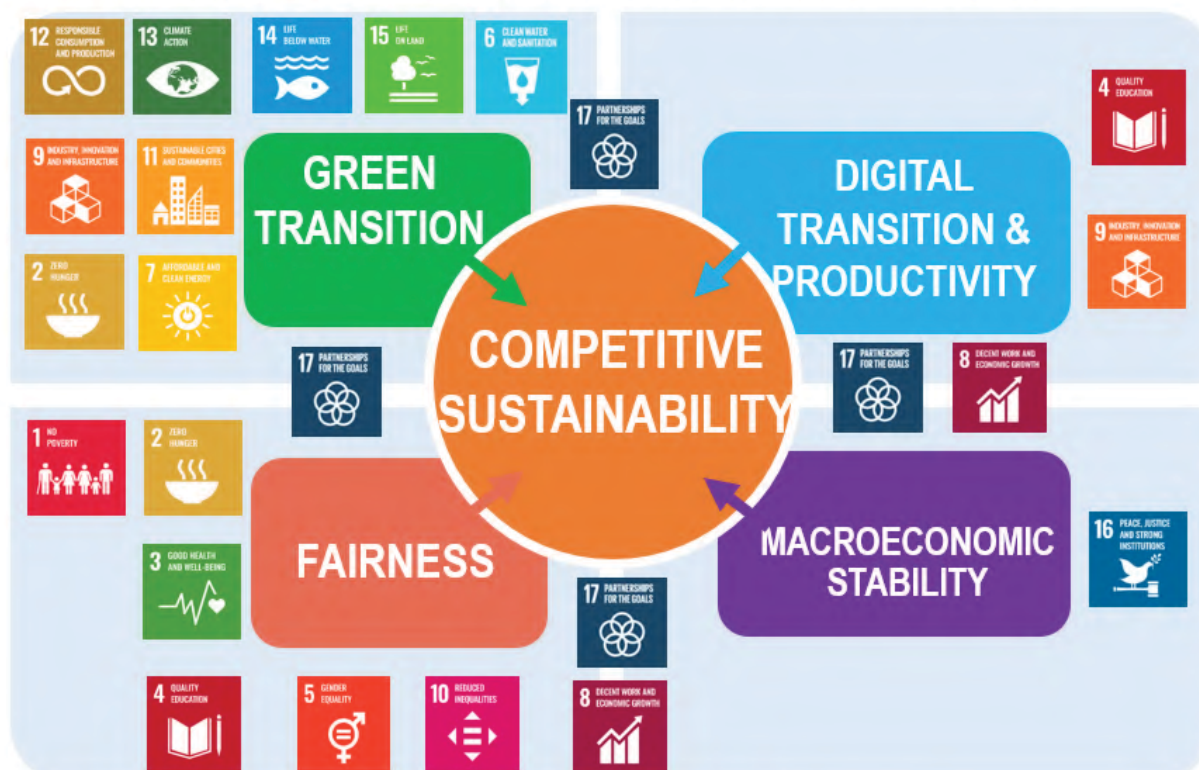 12 RESPONSIBLE
CONSUMPTION
AND PRODUCTION
13 CLIMATE
ACTION
14 LIFE
BELOW WATER
15 LIFE
ON LAND
6 CLEAN WATER
AND SANITATION
17 PARTNERSHIPS
FOR THE GOALS
4 QUALITY
EDUCATION
9 INDUSTRY, INNOVATION
AND INFRASTRUCTURE
11 SUSTAINABLE CITIES
AND COMMUNITIES
GREEN
TRANSITION
DIGITAL
TRANSITION &
PRODUCTIVITY
9 INDUSTRY, INNOVATION
AND INFRASTRUCTURE
2 ZERO
HUNGER
7 AFFORDABLE AND
CLEAN ENERGY
COMPETITIVE
SUSTAINABILITY
17 PARTNERSHIPS
FOR THE GOALS
17 PARTNERSHIPS
FOR THE GOALS
8 DECENT WORK AND
ECONOMIC GROWTH
1 NO
POVERTY
2 ZERO
HUNGER
3 GOOD HEALTH
AND WELL-BEING
FAIRNESS
MACROECONOMIC
STABILITY
16 PEACE, JUSTICE
AND STRONG
INSTITUTIONS
17 PARTNERSHIPS
FOR THE GOALS
4 QUALITY
EDUCATION
5 GENDER
EQUALITY
10 REDUCED
INEQUALITIES
8 DECENT WORK AND
ECONOMIC GROWTH